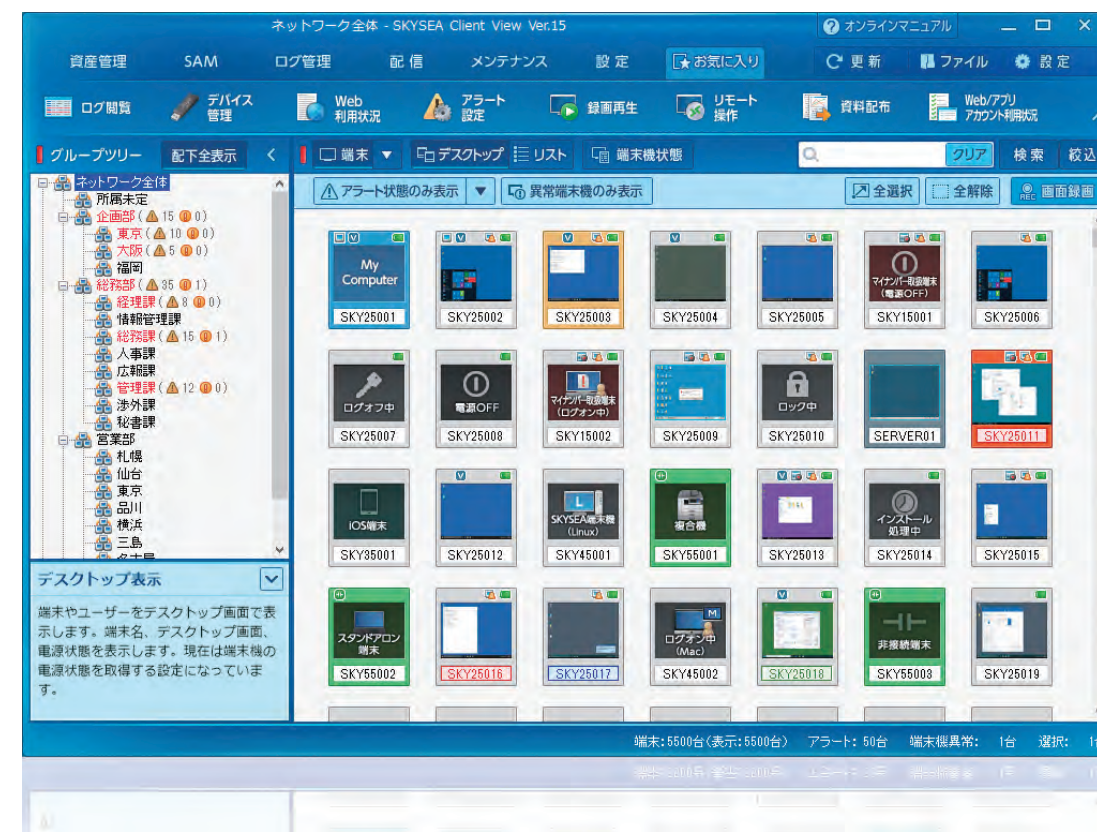 ネットワーク全体 - SKYSEA Client View Ver.15
オンラインマニュアル
資産管理 SAM ログ管理 配信 メンテナンス 設定 お気に入り 更新 ファイル 設定
ログ閲覧 デバイス管理 Web利用状況 アラート設定 録画再生 リモート操作 資料配布 Web/アプリアカウント利用状況
グループツリー 配下全表示 端末 デスクトップ リスト 端末機状態 クリア 検索 絞込
アラート状態のみ表示 異常端末機のみ表示 全選択 全解除 REC 画面録画
ネットワーク全体
所属未定
企画部 ( 15 0)
東京 ( 10 0)
大阪 ( 5 0)
福岡
総務部 ( 35 1)
経理課 ( 8 0)
情報管理課
総務課 ( 15 1)
人事課
広報課
管理課 ( 12 0)
渉外課
秘書課
営業部
札幌
仙台
東京
品川
横浜
三島
デスクトップ表示
端末やユーザーをデスクトップ画面で表
示します。端末名、デスクトップ画面、
電源状態を表示します。現在は端末機の
電源状態を取得する設定になっていま
す。
My
Computer
マイナンバー取扱端末
(電源OFF)
SKY25001 SKY25002 SKY25003 SKY25004 SKY25005 SKY15001 SKY25006
ログオフ中 電源OFF マイナンバー取扱端末
(ログオン中)
ロック中
SKY25007 SKY25008 SKY15002 SKY25009 SKY25010 SERVER01 SKY25011
iOS端末 SKYSEA端末機
(Linux)
複合機 インストール
処理中
SKY35001 SKY25012 SKY45001 SKY55001 SKY25013 SKY25014 SKY25015
スタンドアロン
端末
ログオン中
(Mac)
非接続端末
SKY55002 SKY25016 SKY25017 SKY45002 SKY25018 SKY55003 SKY25019
端末:5500台(表示:5500台) アラート: 50台 端末機異常: 1台 選択: